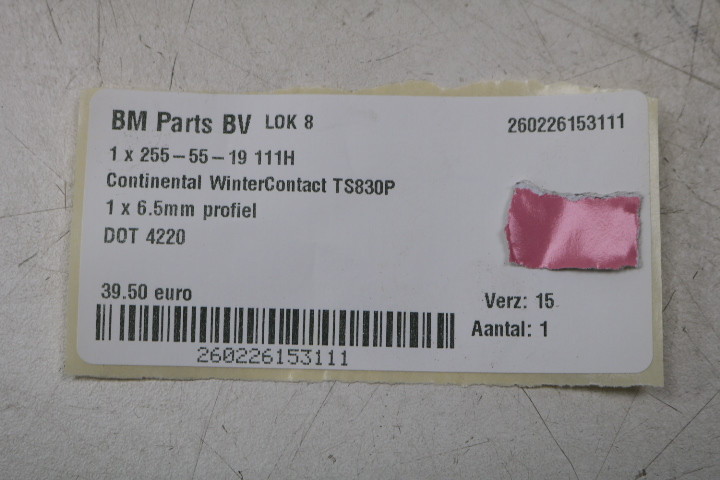 BM Parts BV LOK 8 260226153111
1 x 255-55-19 111H
Continental WinterContact TS830P
1 x 6.5mm profiel
DOT 4220
39.50 euro
Verz: 15
Aantal: 1
260226153111